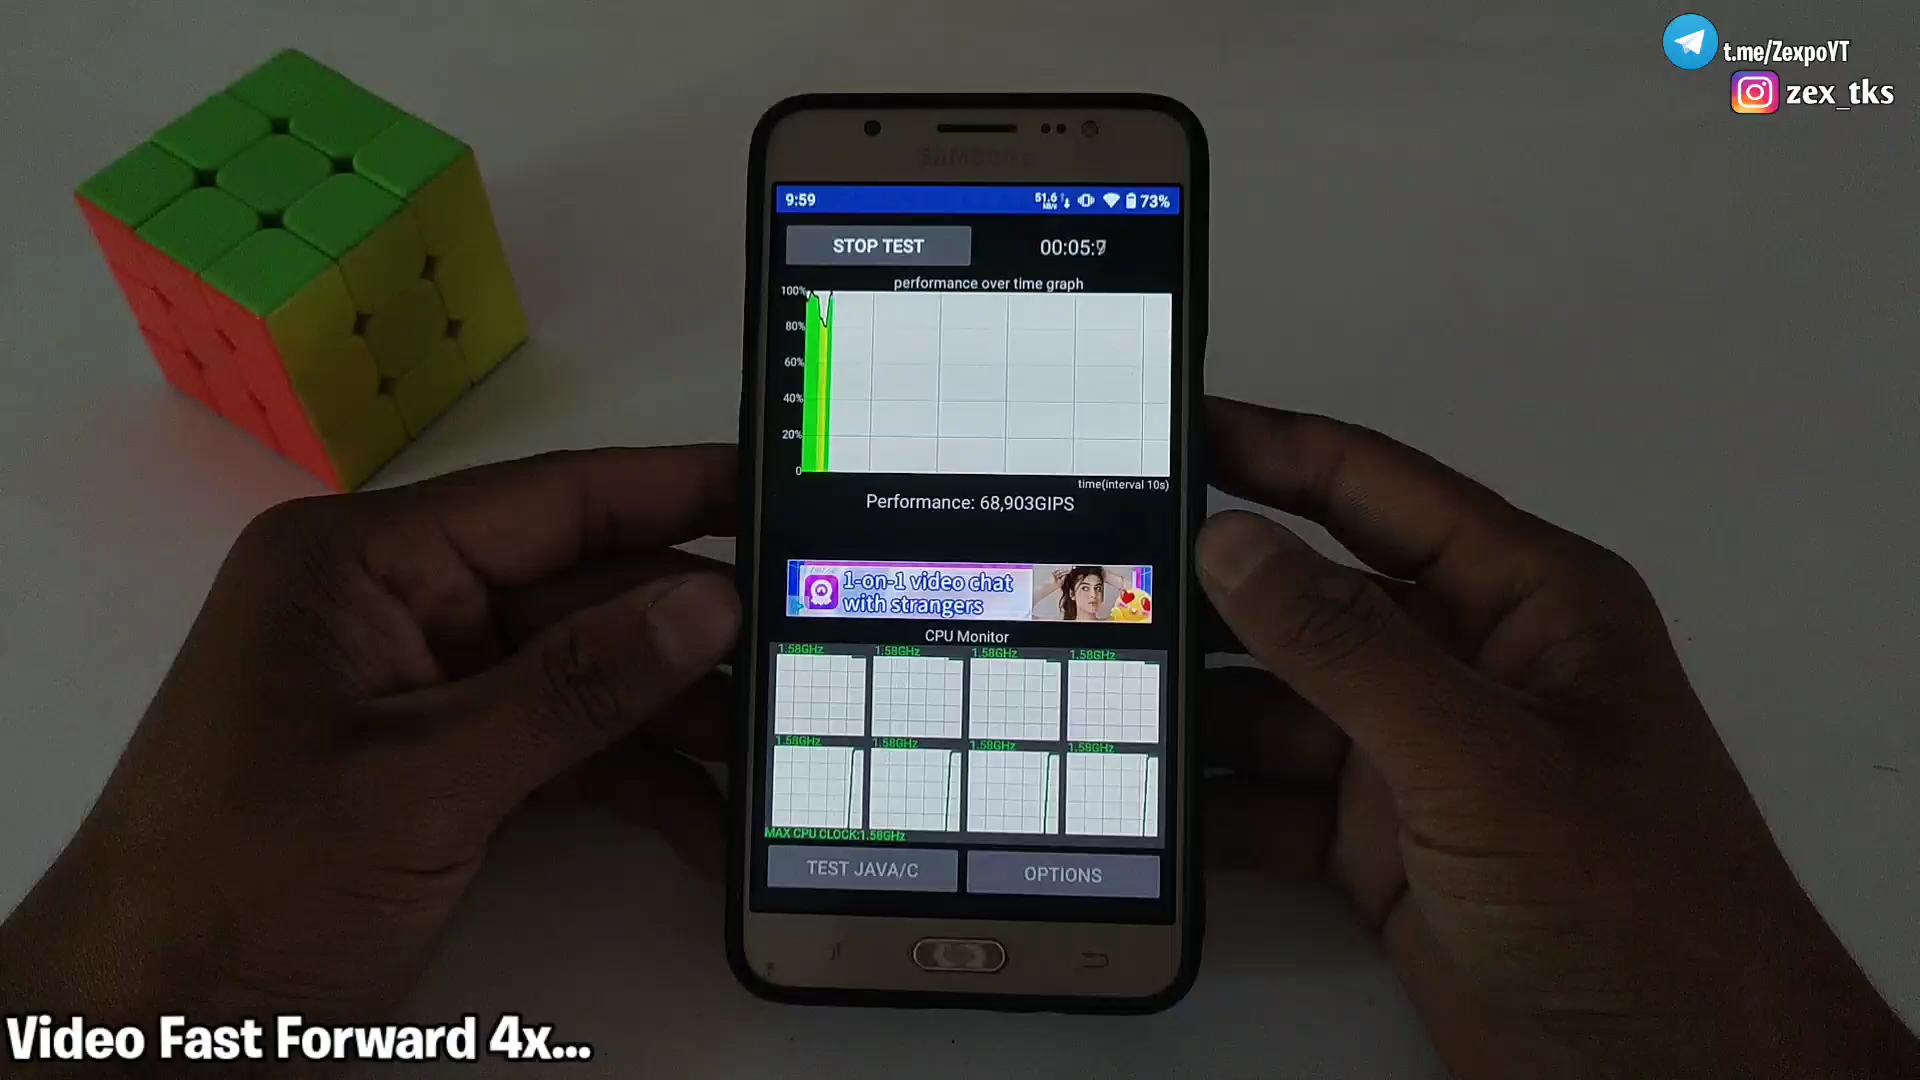 t.me/ZexpoYT
zex_tks
SAMSUNG
9:59
51.6
73%
STOP TEST
performance over time graph
100%
80%
60%
40%
20%
0
time(interval 10s)
Performance: 68,903GIPS
1-on-1 video chat
with strangers
CPU Monitor
1.58GHz 1.58GHz 1.58GHz 1.58GHz
1.58GHz 1.58GHz 1.58GHz 1.58GHz
MAX CPU CLOCK:1.58GHz
TEST JAVA/C
OPTIONS
Video Fast Forward 4x...